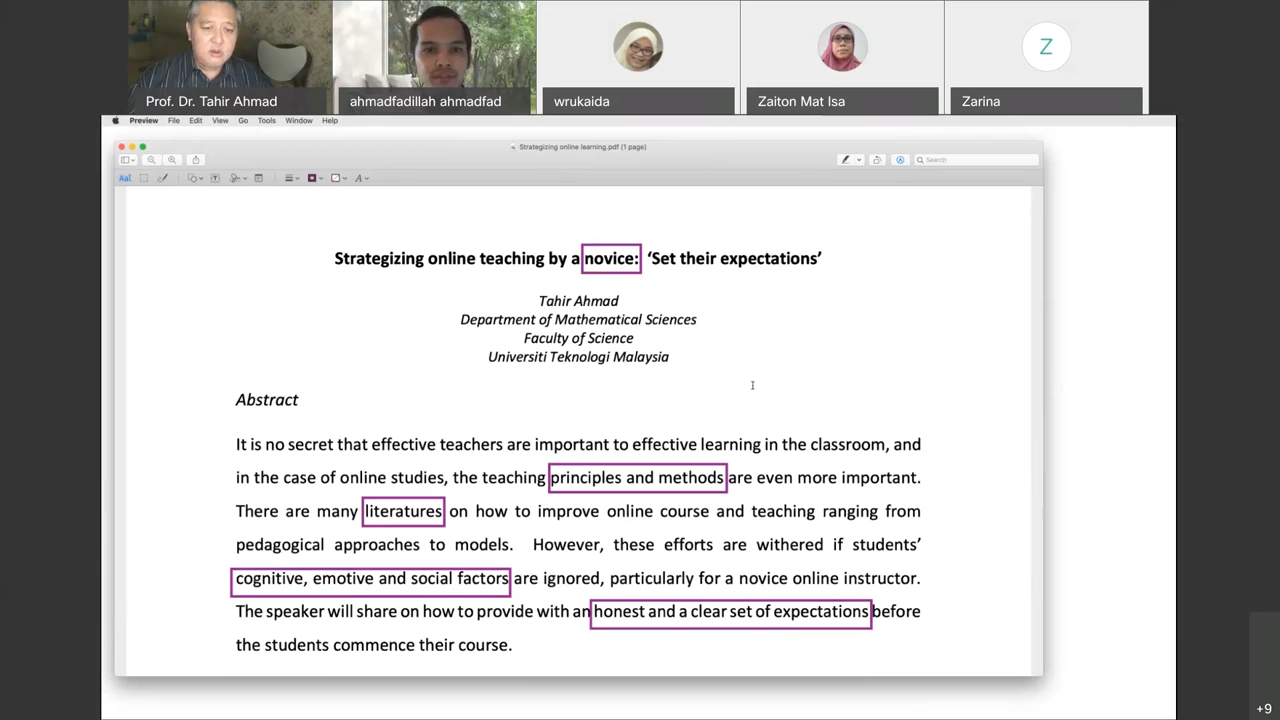 Prof. Dr. Tahir Ahmad
ahmadfadillah ahmadfad
wrukaida
Zaiton Mat Isa
Z
Zarina
Preview File Edit View Go Tools Window Help
Strategizing online learning.pdf (1 page)
Search
AaI
A
Strategizing online teaching by a novice: ‘Set their expectations’
Tahir Ahmad
Department of Mathematical Sciences
Faculty of Science
Universiti Teknologi Malaysia
Abstract
It is no secret that effective teachers are important to effective learning in the classroom, and
in the case of online studies, the teaching principles and methods are even more important.
There are many literatures on how to improve online course and teaching ranging from
pedagogical approaches to models. However, these efforts are withered if students’
cognitive, emotive and social factors are ignored, particularly for a novice online instructor.
The speaker will share on how to provide with an honest and a clear set of expectations before
the students commence their course.
+9